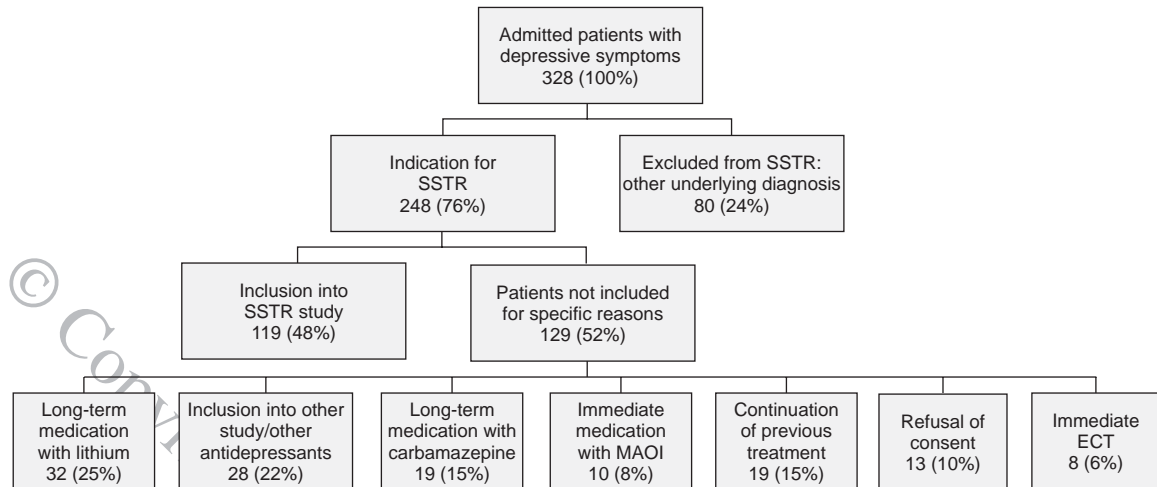 Admitted patients with
depressive symptoms
328 (100%)
Indication for
SSTR
248 (76%)
Excluded from SSTR:
other underlying diagnosis
80 (24%)
Inclusion into
SSTR study
119 (48%)
Patients not included
for specific reasons
129 (52%)
Long-term
medication
with lithium
32 (25%)
Inclusion into other
study/other
antidepressants
28 (22%)
Long-term
medication with
carbamazepine
19 (15%)
Immediate
medication
with MAOI
10 (8%)
Continuation
of previous
treatment
19 (15%)
Refusal of
consent
13 (10%)
Immediate
ECT
8 (6%)
©